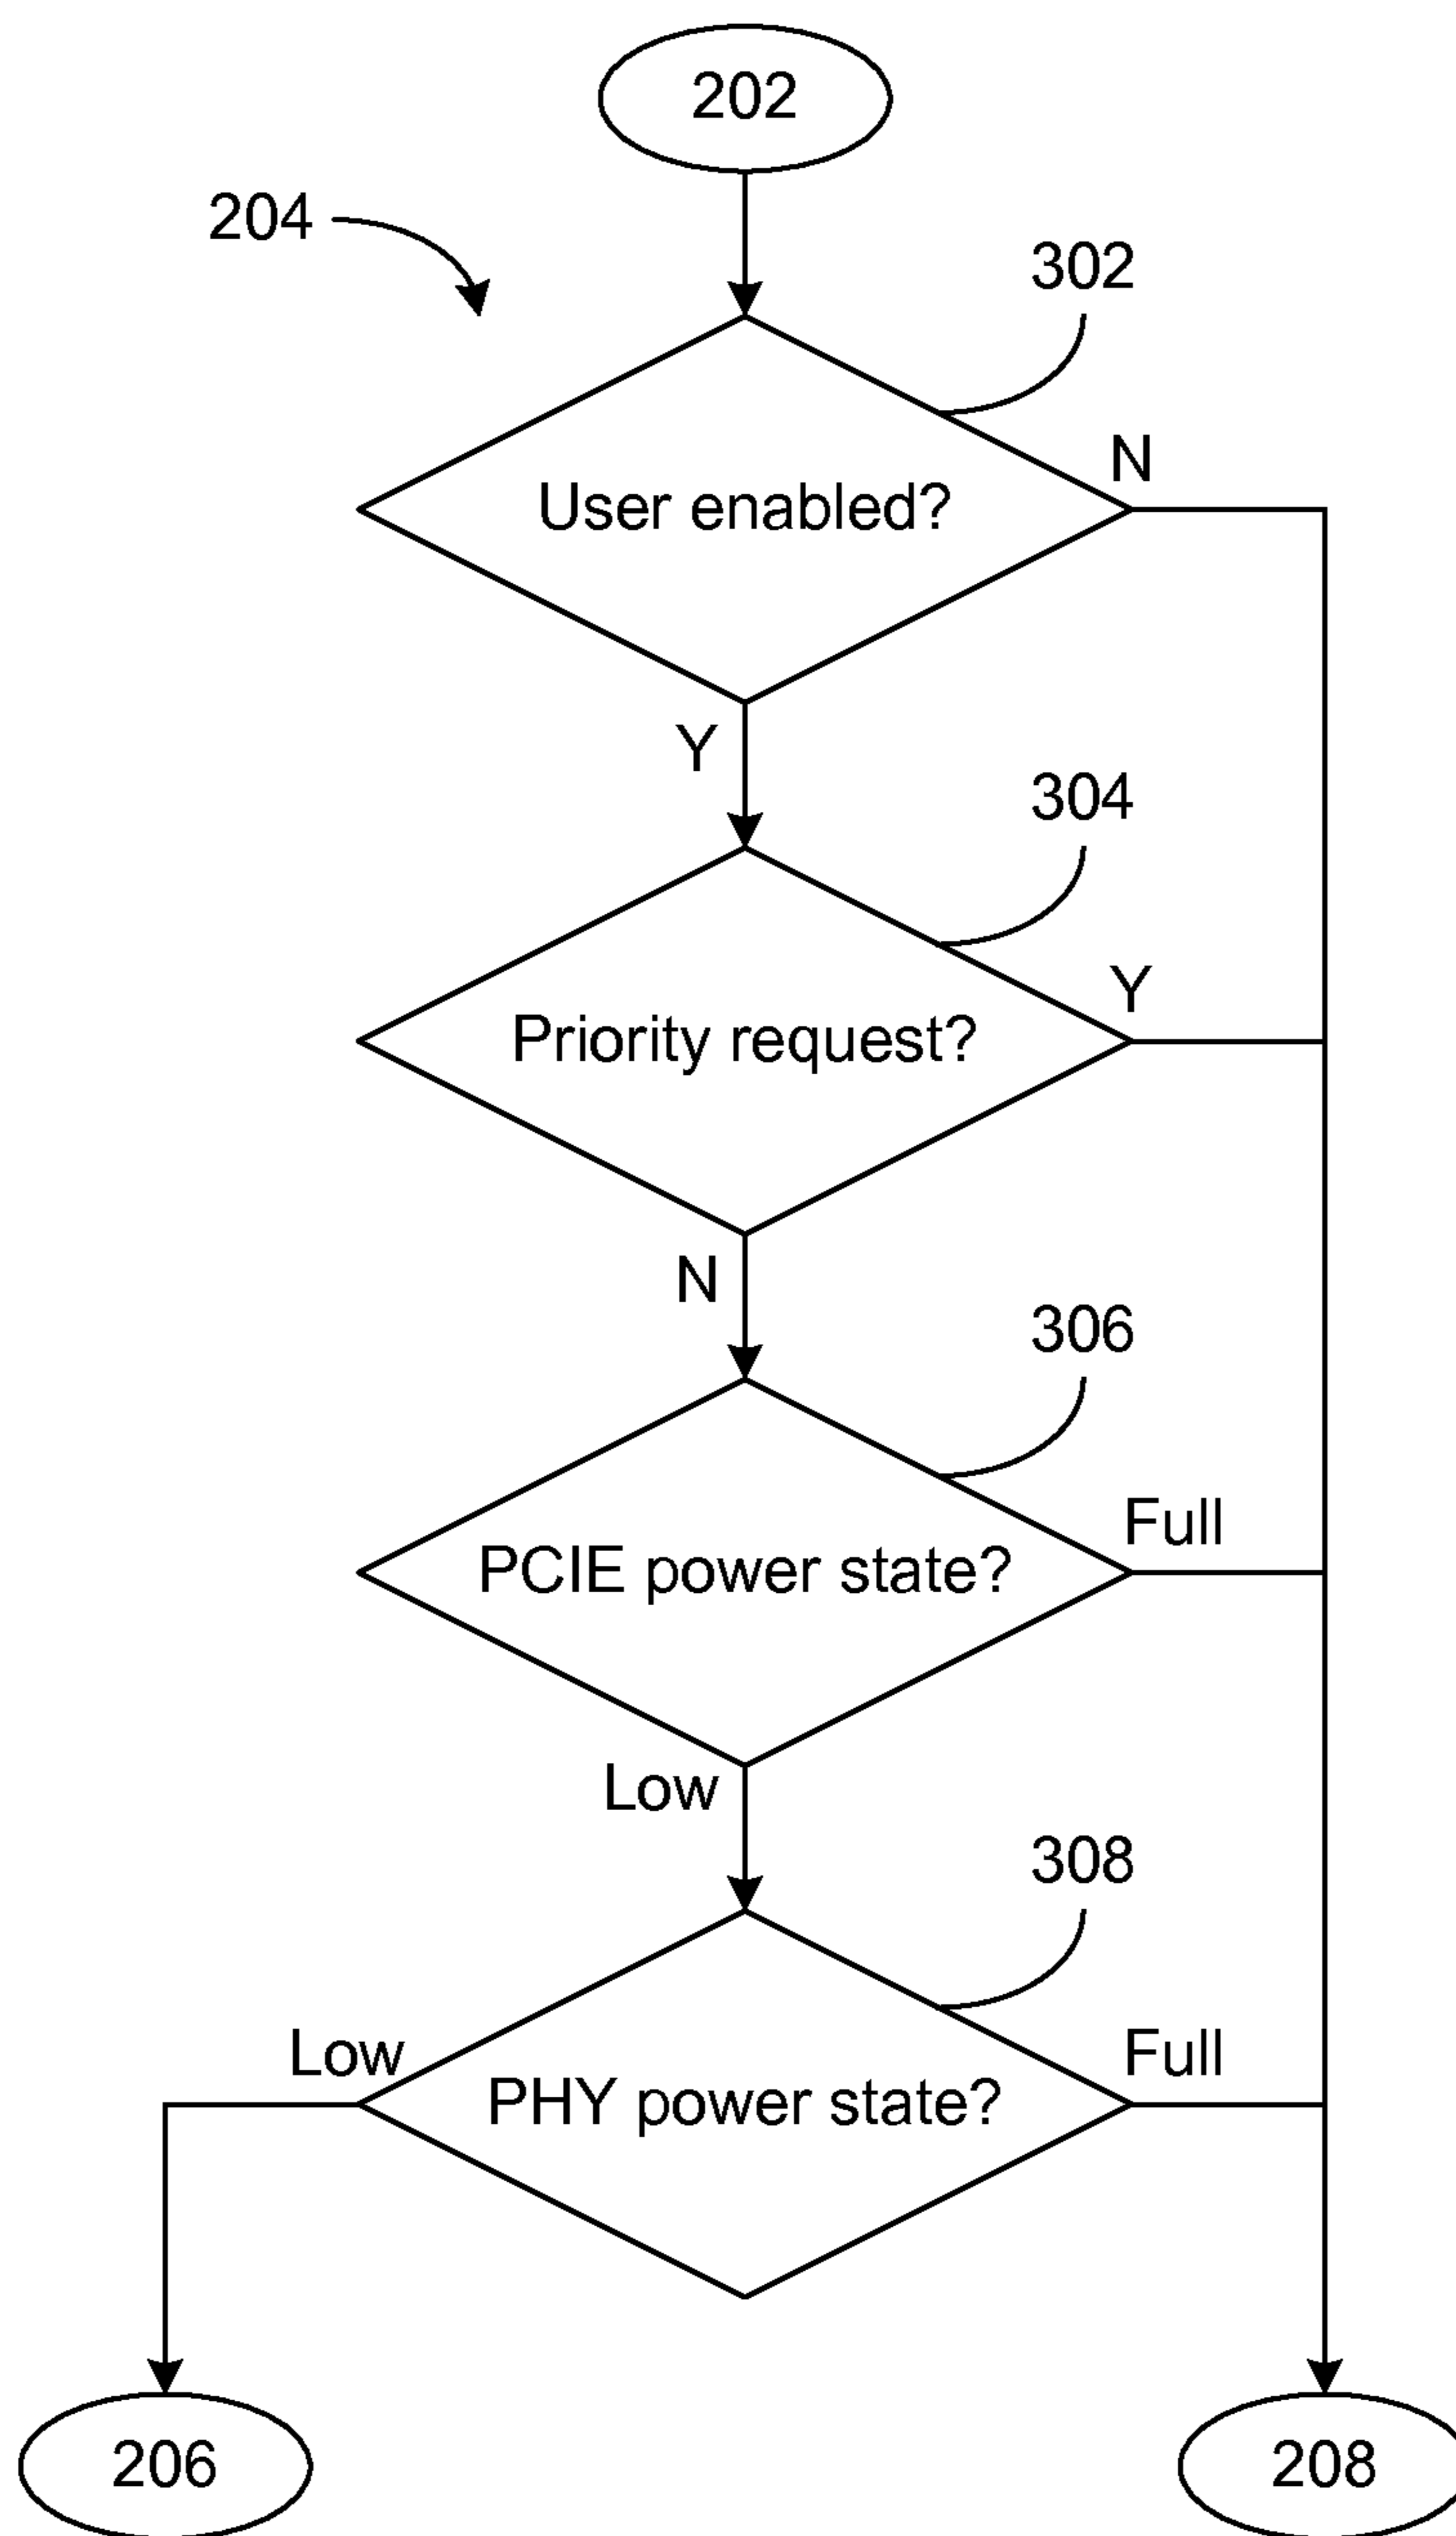 202
204
302
User enabled?
N
Y
304
Priority request?
Y
N
306
PCIE power state?
Full
Low
308
PHY power state?
Low
Full
206
208